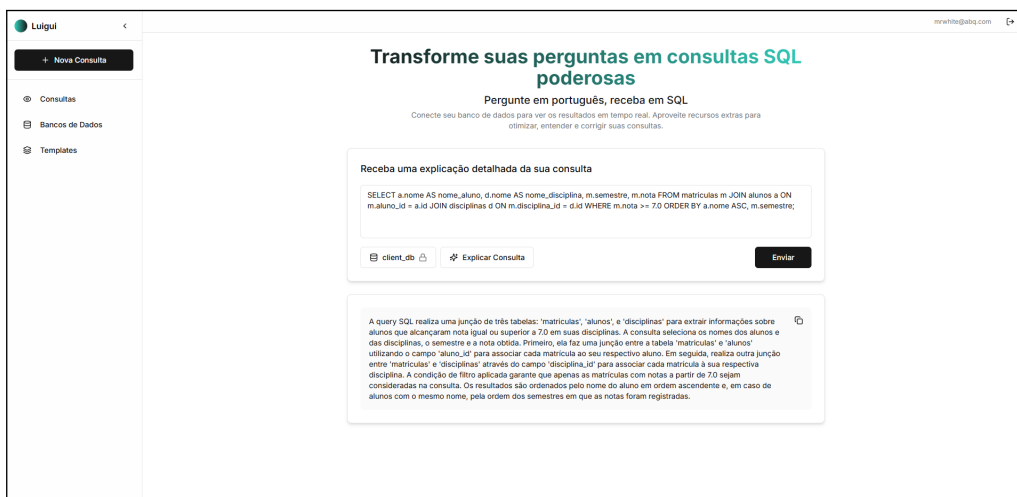 Luigui
mrwhite@abq.com
+ Nova Consulta
Consultas
Bancos de Dados
Templates
Transforme suas perguntas em consultas SQL
poderosas
Pergunte em português, receba em SQL
Conecte seu banco de dados para ver os resultados em tempo real. Aproveite recursos extras para
otimizar, entender e corrigir suas consultas.
Receba uma explicação detalhada da sua consulta
SELECT a.nome AS nome_aluno, d.nome AS nome_disciplina, m.semestre, m.nota FROM matriculas m JOIN alunos a ON
m.aluno_id = a.id JOIN disciplinas d ON m.disciplina_id = d.id WHERE m.nota >= 7.0 ORDER BY a.nome ASC, m.semestre;
client_db
Explicar Consulta
Enviar
A query SQL realiza uma junção de três tabelas: 'matriculas', 'alunos', e 'disciplinas' para extrair informações sobre
alunos que alcançaram nota igual ou superior a 7.0 em suas disciplinas. A consulta seleciona os nomes dos alunos e
das disciplinas, o semestre e a nota obtida. Primeiro, ela faz uma junção entre a tabela 'matriculas' e 'alunos'
utilizando o campo 'aluno_id' para associar cada matrícula ao seu respectivo aluno. Em seguida, realiza outra junção
entre 'matriculas' e 'disciplinas' através do campo 'disciplina_id' para associar cada matrícula à sua respectiva
disciplina. A condição de filtro aplicada garante que apenas as matrículas com notas a partir de 7.0 sejam
consideradas na consulta. Os resultados são ordenados pelo nome do aluno em ordem ascendente e, em caso de
alunos com o mesmo nome, pela ordem dos semestres em que as notas foram registradas.